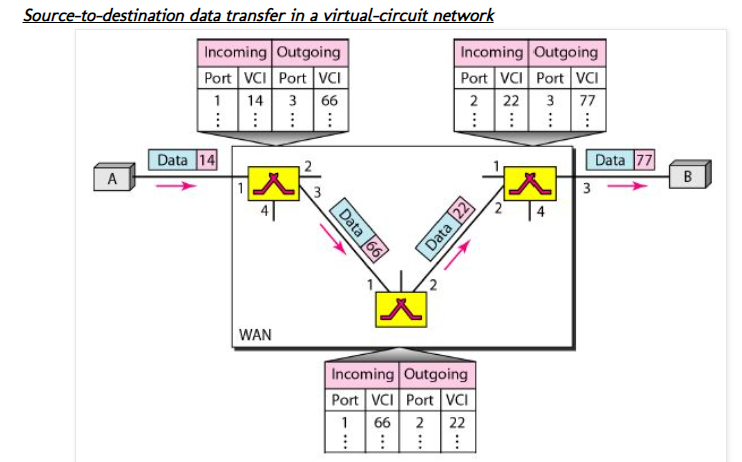 Source-to-destination data transfer in a virtual-circuit network
Incoming Outgoing
Port VCI Port VCI
1 14 3 66
⋮ ⋮ ⋮ ⋮
Incoming Outgoing
Port VCI Port VCI
2 22 3 77
⋮ ⋮ ⋮ ⋮
A
Data 14
1
2
3
4
Data 66
1
2
Data 22
1
2
3
4
Data 77
B
WAN
Incoming Outgoing
Port VCI Port VCI
1 66 2 22
⋮ ⋮ ⋮ ⋮